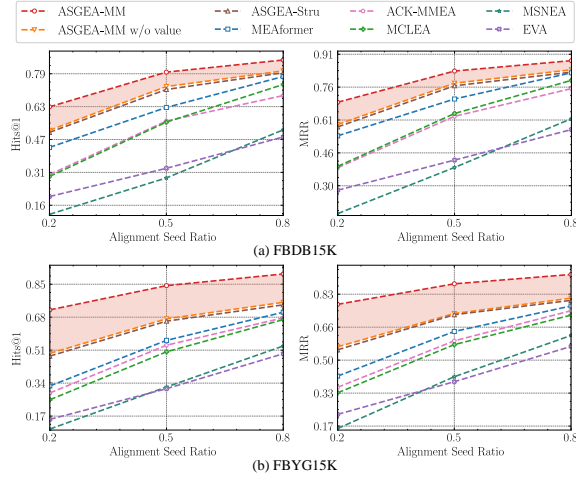 ASGEA-MM ASGEA-Stru ACK-MMEA MSNEA
ASGEA-MM w/o value MEAformer MCLEA EVA
Hits@1
0.79
0.63
0.47
0.31
0.16
0.2 0.5 0.8
Alignment Seed Ratio
MRR
0.91
0.76
0.61
0.46
0.30
0.2 0.5 0.8
Alignment Seed Ratio
(a) FBDB15K
Hits@1
0.85
0.68
0.51
0.34
0.17
0.2 0.5 0.8
Alignment Seed Ratio
MRR
0.83
0.66
0.50
0.33
0.17
0.2 0.5 0.8
Alignment Seed Ratio
(b) FBYG15K